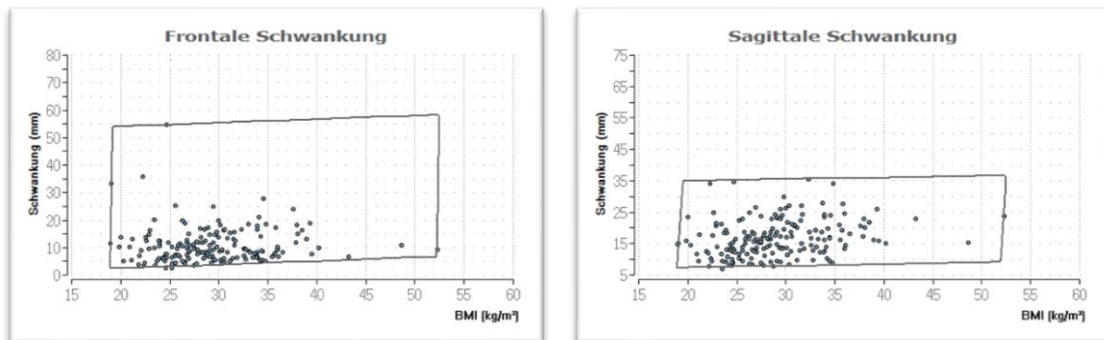 Frontale Schwankung
Schwankung (mm)
80
70
60
50
40
30
20
10
0
15 20 25 30 35 40 45 50 55 60
BMI (kg/m²)
Sagittale Schwankung
Schwankung (mm)
75
65
55
45
35
25
15
5
15 20 25 30 35 40 45 50 55 60
BMI (kg/m²)